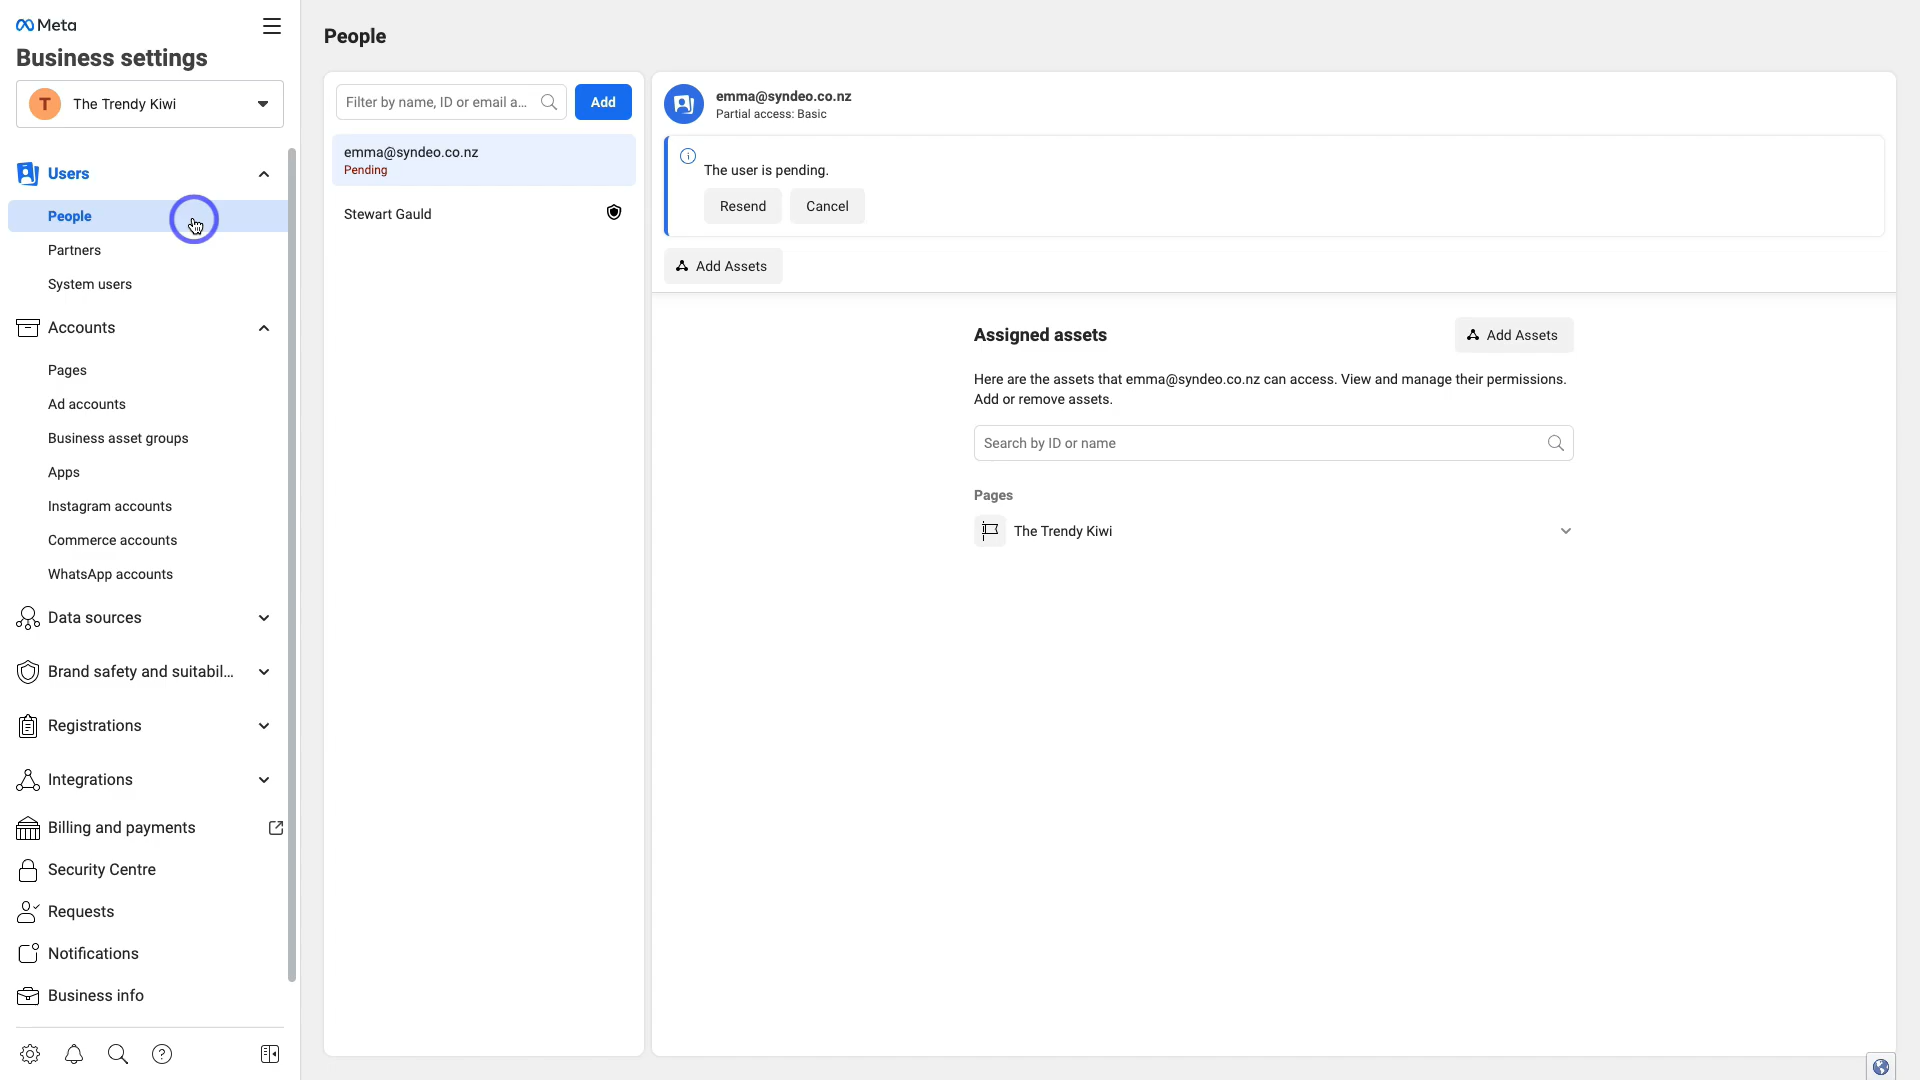 Meta
Business settings
T
The Trendy Kiwi
Users
People
Partners
System users
Accounts
Pages
Ad accounts
Business asset groups
Apps
Instagram accounts
Commerce accounts
WhatsApp accounts
Data sources
Brand safety and suitabil...
Registrations
Integrations
Billing and payments
Security Centre
Requests
Notifications
Business info
People
Filter by name, ID or email a...
Add
emma@syndeo.co.nz
Pending
Stewart Gauld
emma@syndeo.co.nz
Partial access: Basic
The user is pending.
Resend
Cancel
Add Assets
Assigned assets
Add Assets
Here are the assets that emma@syndeo.co.nz can access. View and manage their permissions.
Add or remove assets.
Search by ID or name
Pages
The Trendy Kiwi